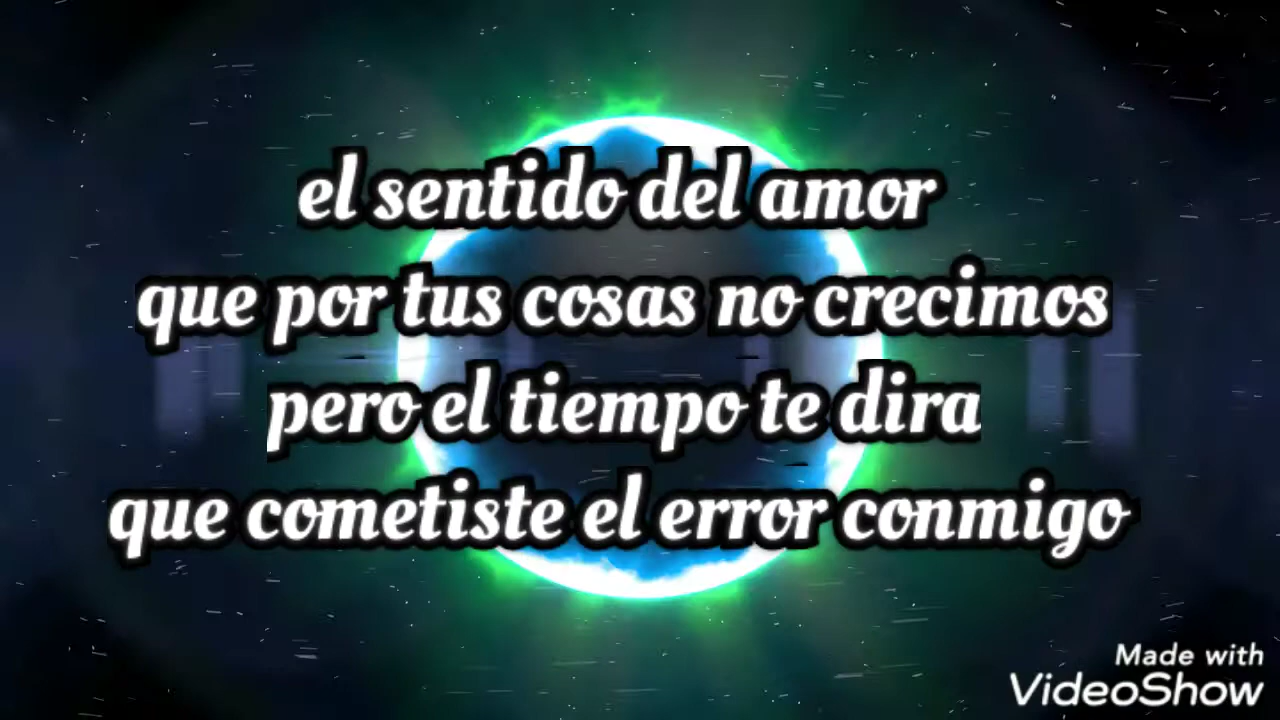 el sentido del amor
que por tus cosas no crecimos
pero el tiempo te dira
que cometiste el error conmigo
Made with
VideoShow